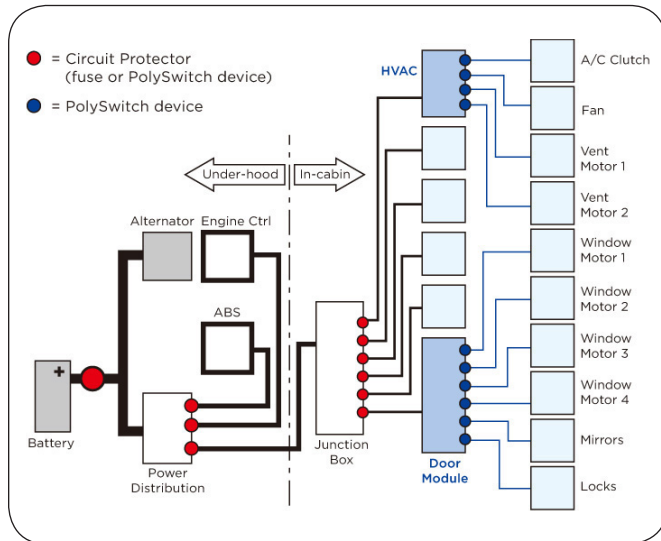 = Circuit Protector
(fuse or PolySwitch device)
= PolySwitch device
HVAC
A/C Clutch
Fan
Vent
Motor 1
Vent
Motor 2
Under-hood
In-cabin
Alternator
Engine Ctrl
ABS
Window
Motor 1
Window
Motor 2
Window
Motor 3
Window
Motor 4
Mirrors
Locks
+
Battery
Power
Distribution
Junction
Box
Door
Module